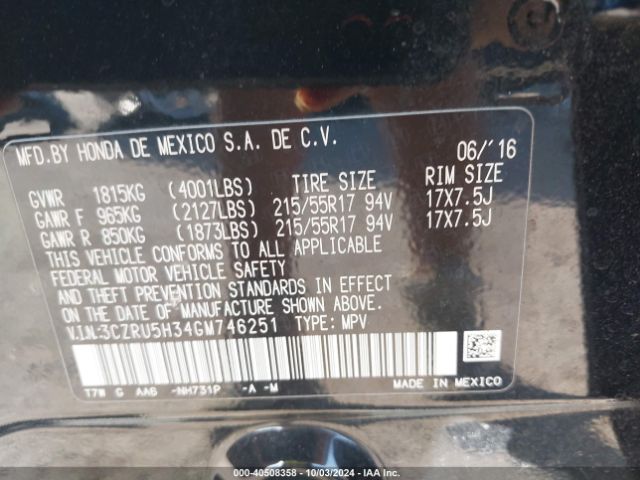 MFD. BY HONDA DE MEXICO S.A. DE C.V. 06/'16
GVWR 1815KG (4001LBS) TIRE SIZE RIM SIZE
GAWR F 965KG (2127LBS) 215/55R17 94V 17X7.5J
GAWR R 850KG (1873LBS) 215/55R17 94V 17X7.5J
THIS VEHICLE CONFORMS TO ALL APPLICABLE
FEDERAL MOTOR VEHICLE SAFETY
AND THEFT PREVENTION STANDARDS IN EFFECT
ON THE DATE OF MANUFACTURE SHOWN ABOVE.
V.I.N:3CZRU5H34GM746251 TYPE: MPV
T7W G AAB -NH731P -A -M MADE IN MEXICO
000-40508358 - 10/03/2024 - IAA Inc.